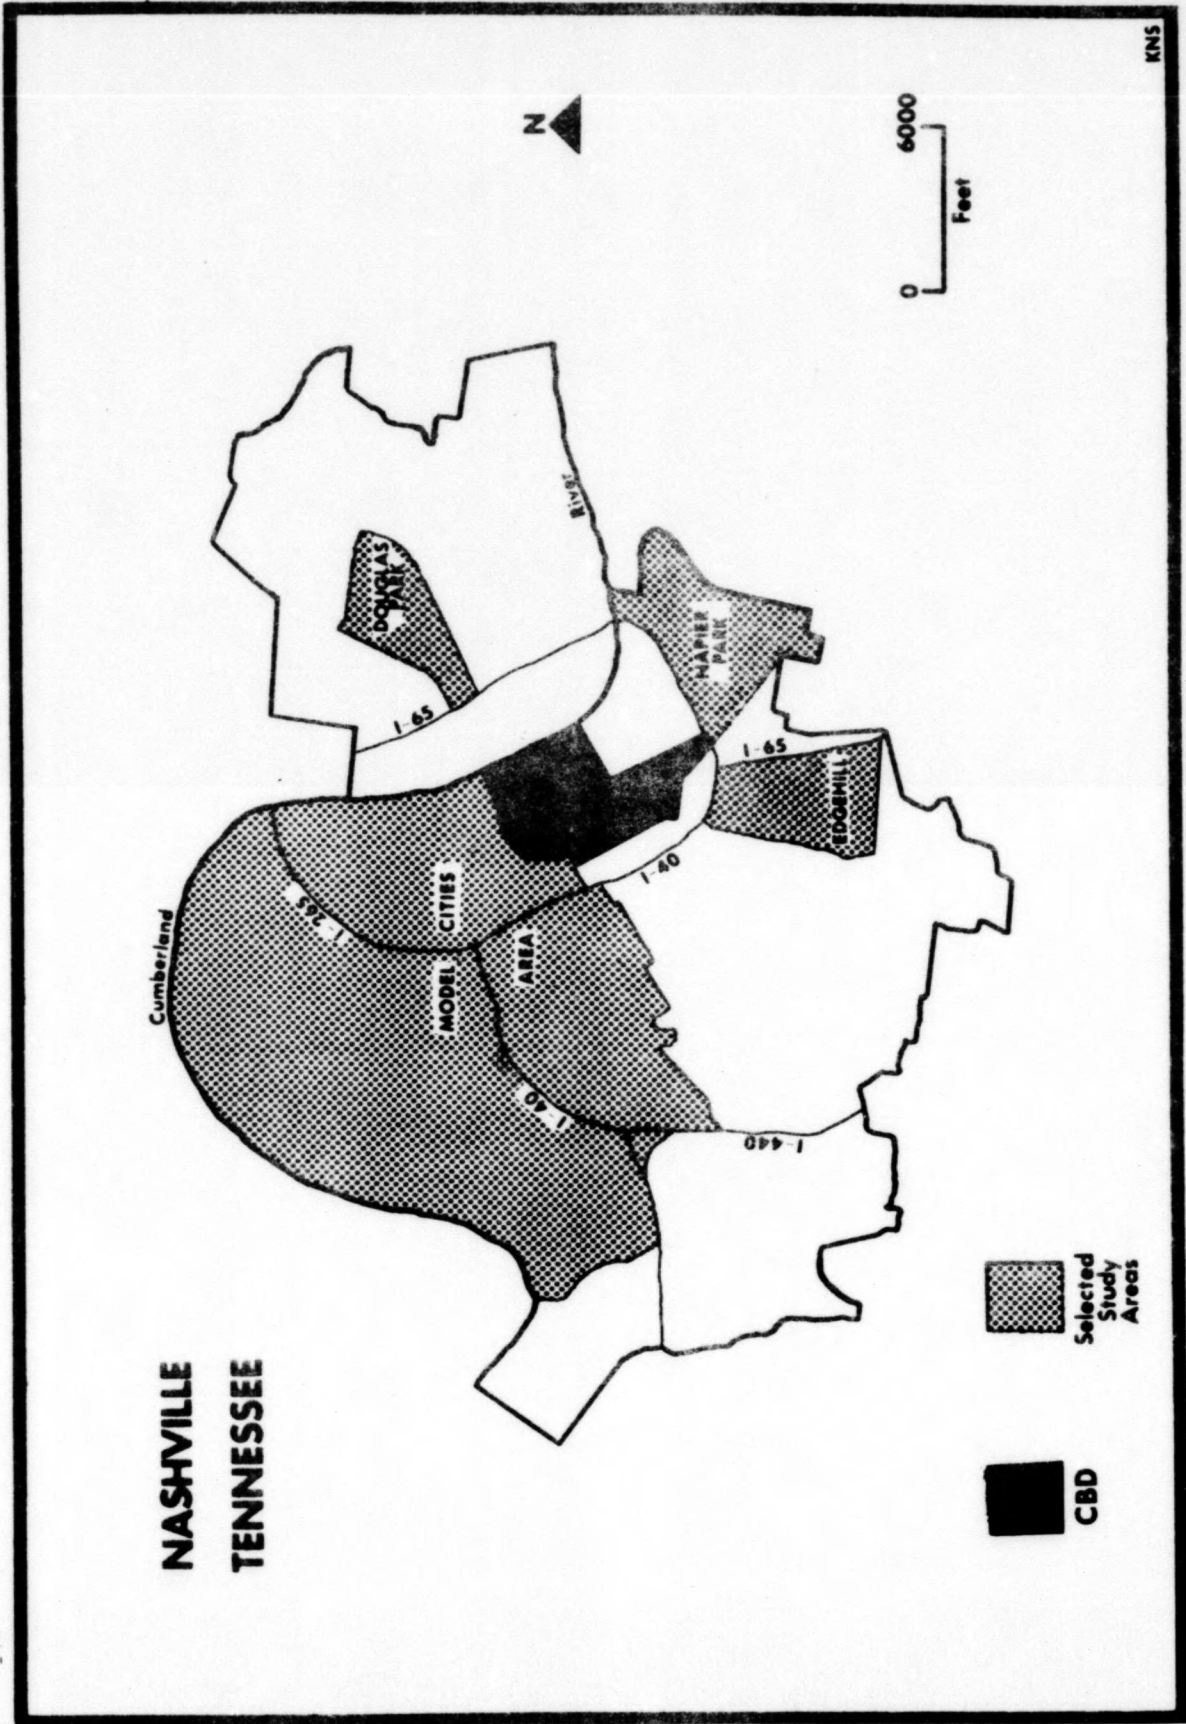 NASHVILLE
TENNESSEE
Cumberland
River
DOUGLAS
PARK
I-65
I-265
MODEL
CITIES
AREA
I-40
I-40
I-440
NAPIER
PARK
I-65
EDGEHILL
N
0
6000
Feet
CBD
Selected
Study
Areas
KNS